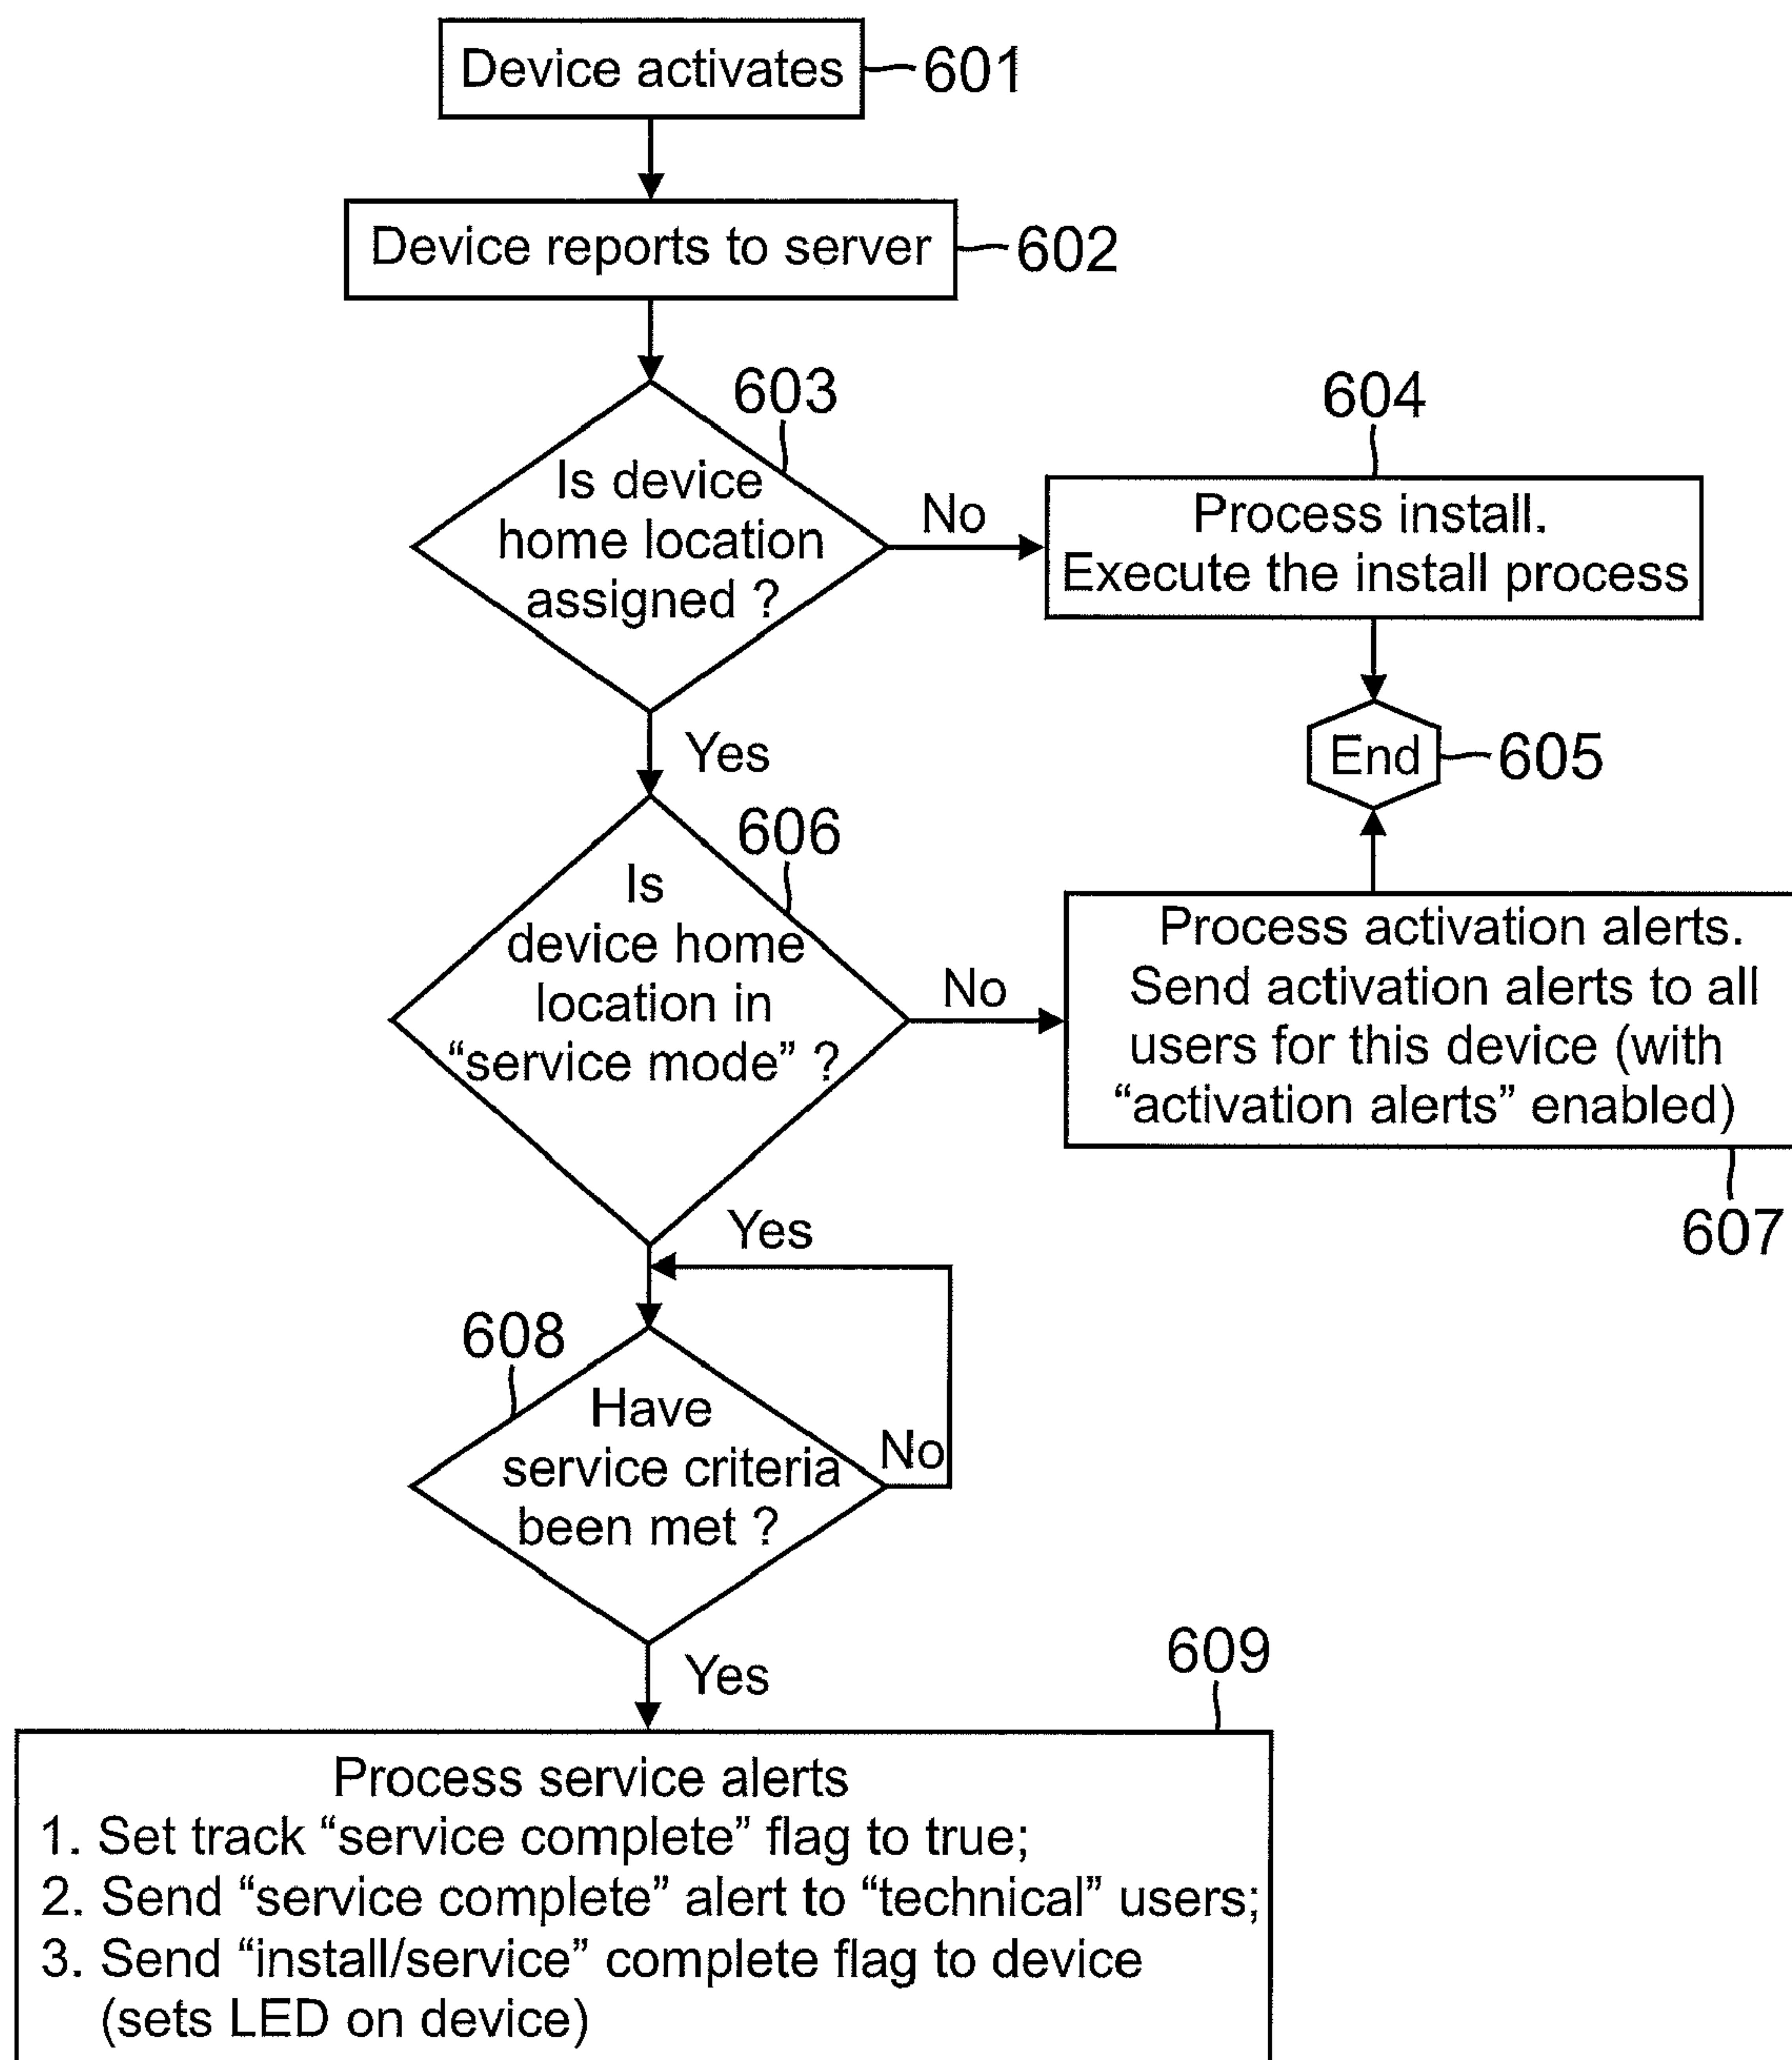 Device activates
601
Device reports to server
602
603
Is device
home location
assigned ?
No
604
Process install.
Execute the install process
End
605
Yes
606
Is
device home
location in
“service mode” ?
No
Process activation alerts.
Send activation alerts to all
users for this device (with
“activation alerts” enabled)
607
Yes
608
Have
service criteria
been met ?
No
Yes
609
Process service alerts
1. Set track “service complete” flag to true;
2. Send “service complete” alert to “technical” users;
3. Send “install/service” complete flag to device
(sets LED on device)